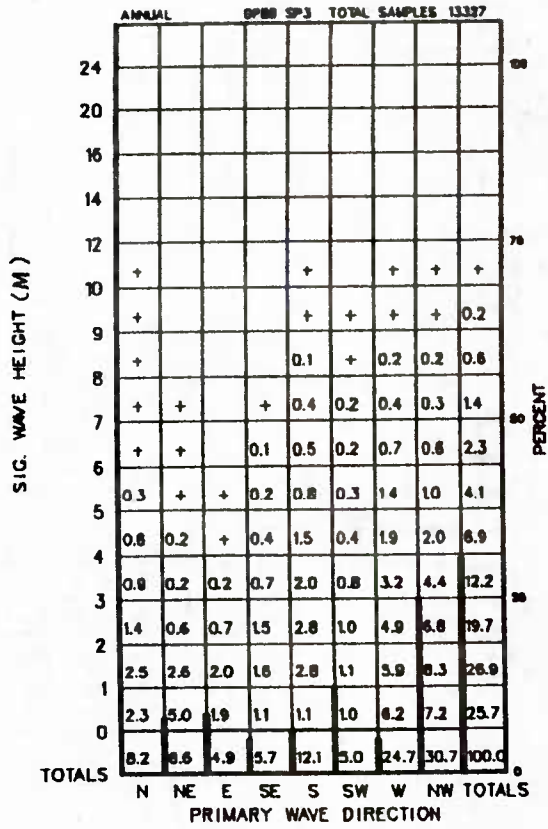 ANNUAL TOTAL SAMPLES 13327
24
20
16
14
12
+ + + + +
10
+ + + + + 0.2
9
+ 0.1 + 0.2 0.2 0.6
8
+ + + 0.4 0.2 0.4 0.3 1.4
7
+ + 0.1 0.5 0.2 0.7 0.6 2.3
6
0.3 + + 0.2 0.8 0.3 1.4 1.0 4.1
5
0.2 + 0.4 1.5 0.4 1.9 2.0 6.9
4
0.2 0.2 0.7 2.0 0.8 3.2 4.4 12.2
3
1.4 0.6 0.7 1.5 2.8 1.0 4.9 6.8 19.7
2
2.5 2.6 2.0 1.6 2.8 1.1 5.9 8.3 26.9
1
2.3 5.0 1.9 1.1 1.1 1.0 6.2 7.2 25.7
0
8.2 4.9 5.7 12.1 5.0 24.7 30.7 100.0
TOTALS
N NE E SE S SW W NW TOTALS
PRIMARY WAVE DIRECTION
SIG. WAVE HEIGHT (M)
PERCENT